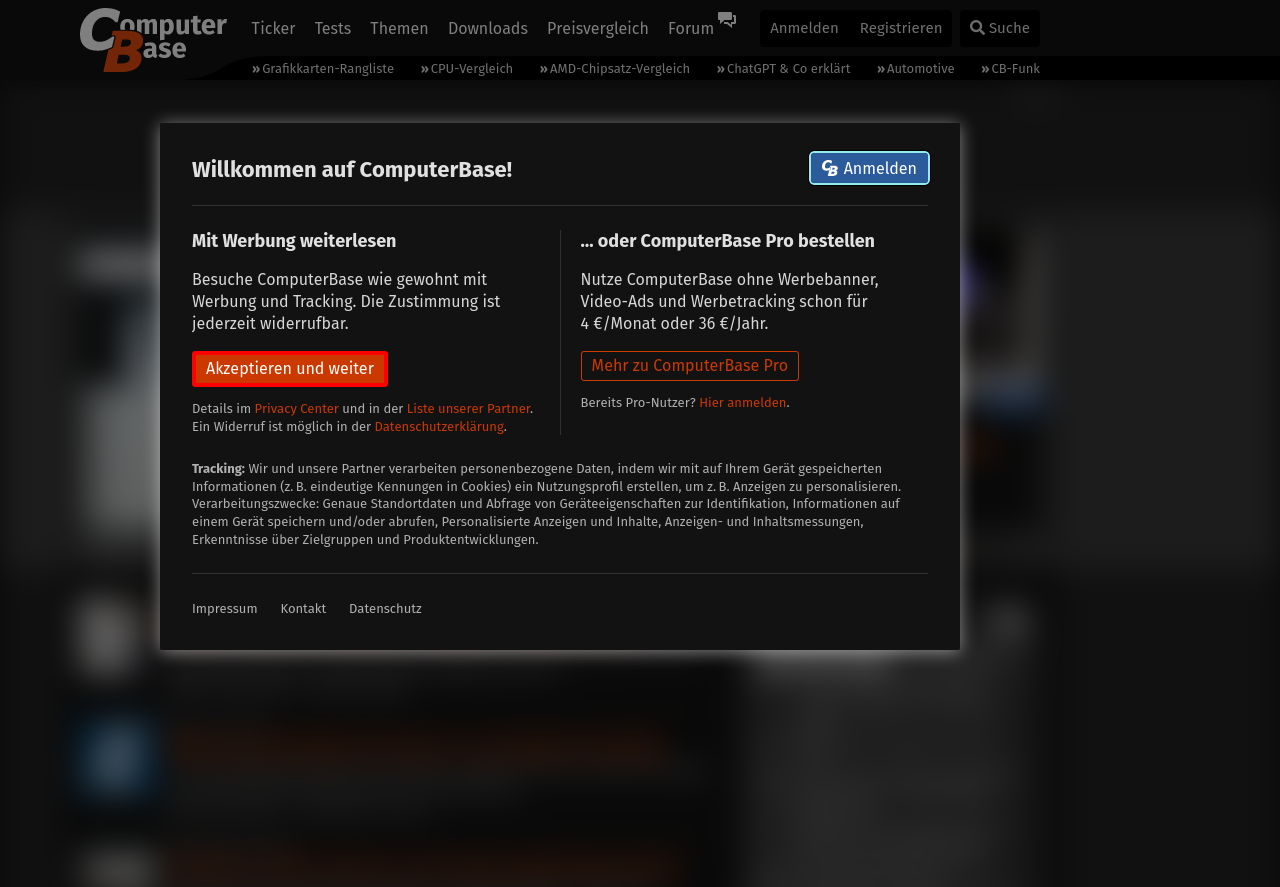 ComputerBase
Ticker Tests Themen Downloads Preisvergleich Forum Anmelden Registrieren Suche
» Grafikkarten-Rangliste » CPU-Vergleich » AMD-Chipsatz-Vergleich » ChatGPT & Co erklärt » Automotive » CB-Funk
Willkommen auf ComputerBase!
CB Anmelden
Mit Werbung weiterlesen
Besuche ComputerBase wie gewohnt mit
Werbung und Tracking. Die Zustimmung ist
jederzeit widerrufbar.
Akzeptieren und weiter
Details im Privacy Center und in der Liste unserer Partner.
Ein Widerruf ist möglich in der Datenschutzerklärung.
… oder ComputerBase Pro bestellen
Nutze ComputerBase ohne Werbebanner,
Video-Ads und Werbetracking schon für
4 €/Monat oder 36 €/Jahr.
Mehr zu ComputerBase Pro
Bereits Pro-Nutzer? Hier anmelden.
Tracking: Wir und unsere Partner verarbeiten personenbezogene Daten, indem wir mit auf Ihrem Gerät gespeicherten
Informationen (z. B. eindeutige Kennungen in Cookies) ein Nutzungsprofil erstellen, um z. B. Anzeigen zu personalisieren.
Verarbeitungszwecke: Genaue Standortdaten und Abfrage von Geräteeigenschaften zur Identifikation, Informationen auf
einem Gerät speichern und/oder abrufen, Personalisierte Anzeigen und Inhalte, Anzeigen- und Inhaltsmessungen,
Erkenntnisse über Zielgruppen und Produktentwicklungen.
Impressum Kontakt Datenschutz